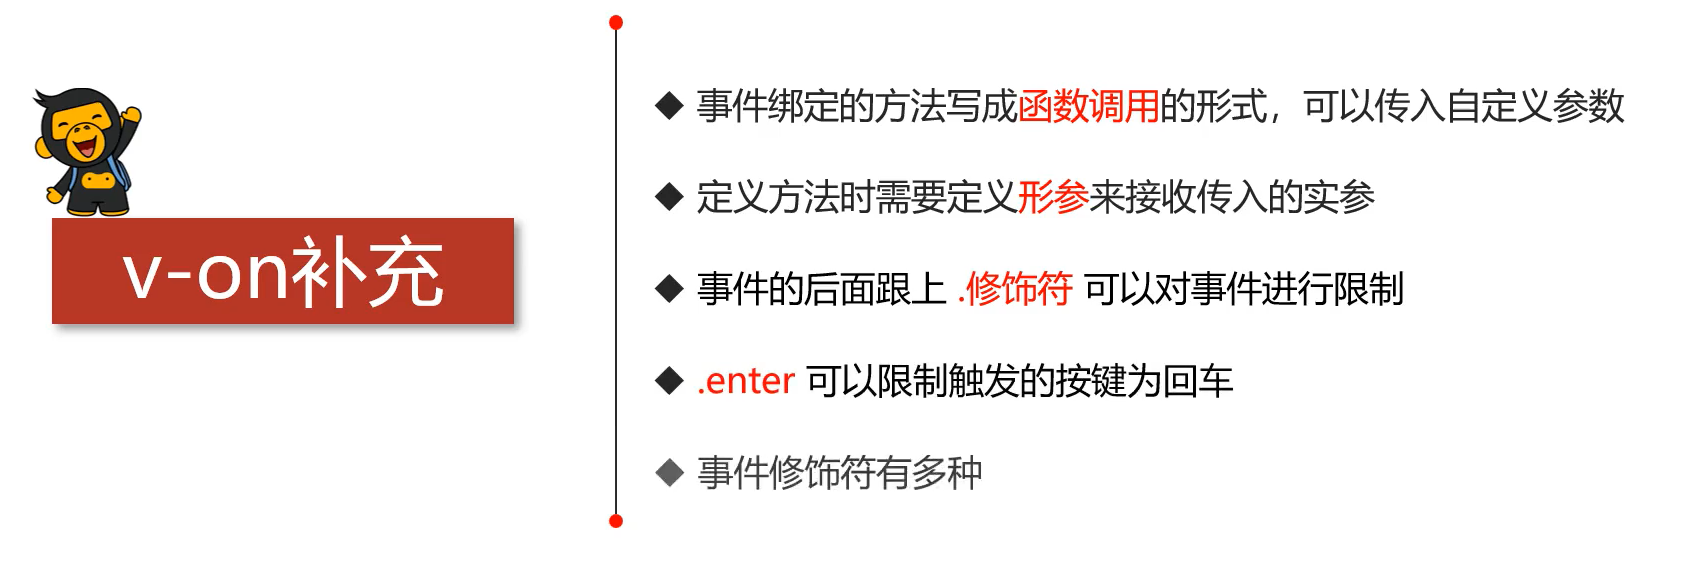 v-on补充
事件绑定的方法写成函数调用的形式，可以传入自定义参数
定义方法时需要定义形参来接收传入的实参
事件的后面跟上 .修饰符 可以对事件进行限制
.enter 可以限制触发的按键为回车
事件修饰符有多种